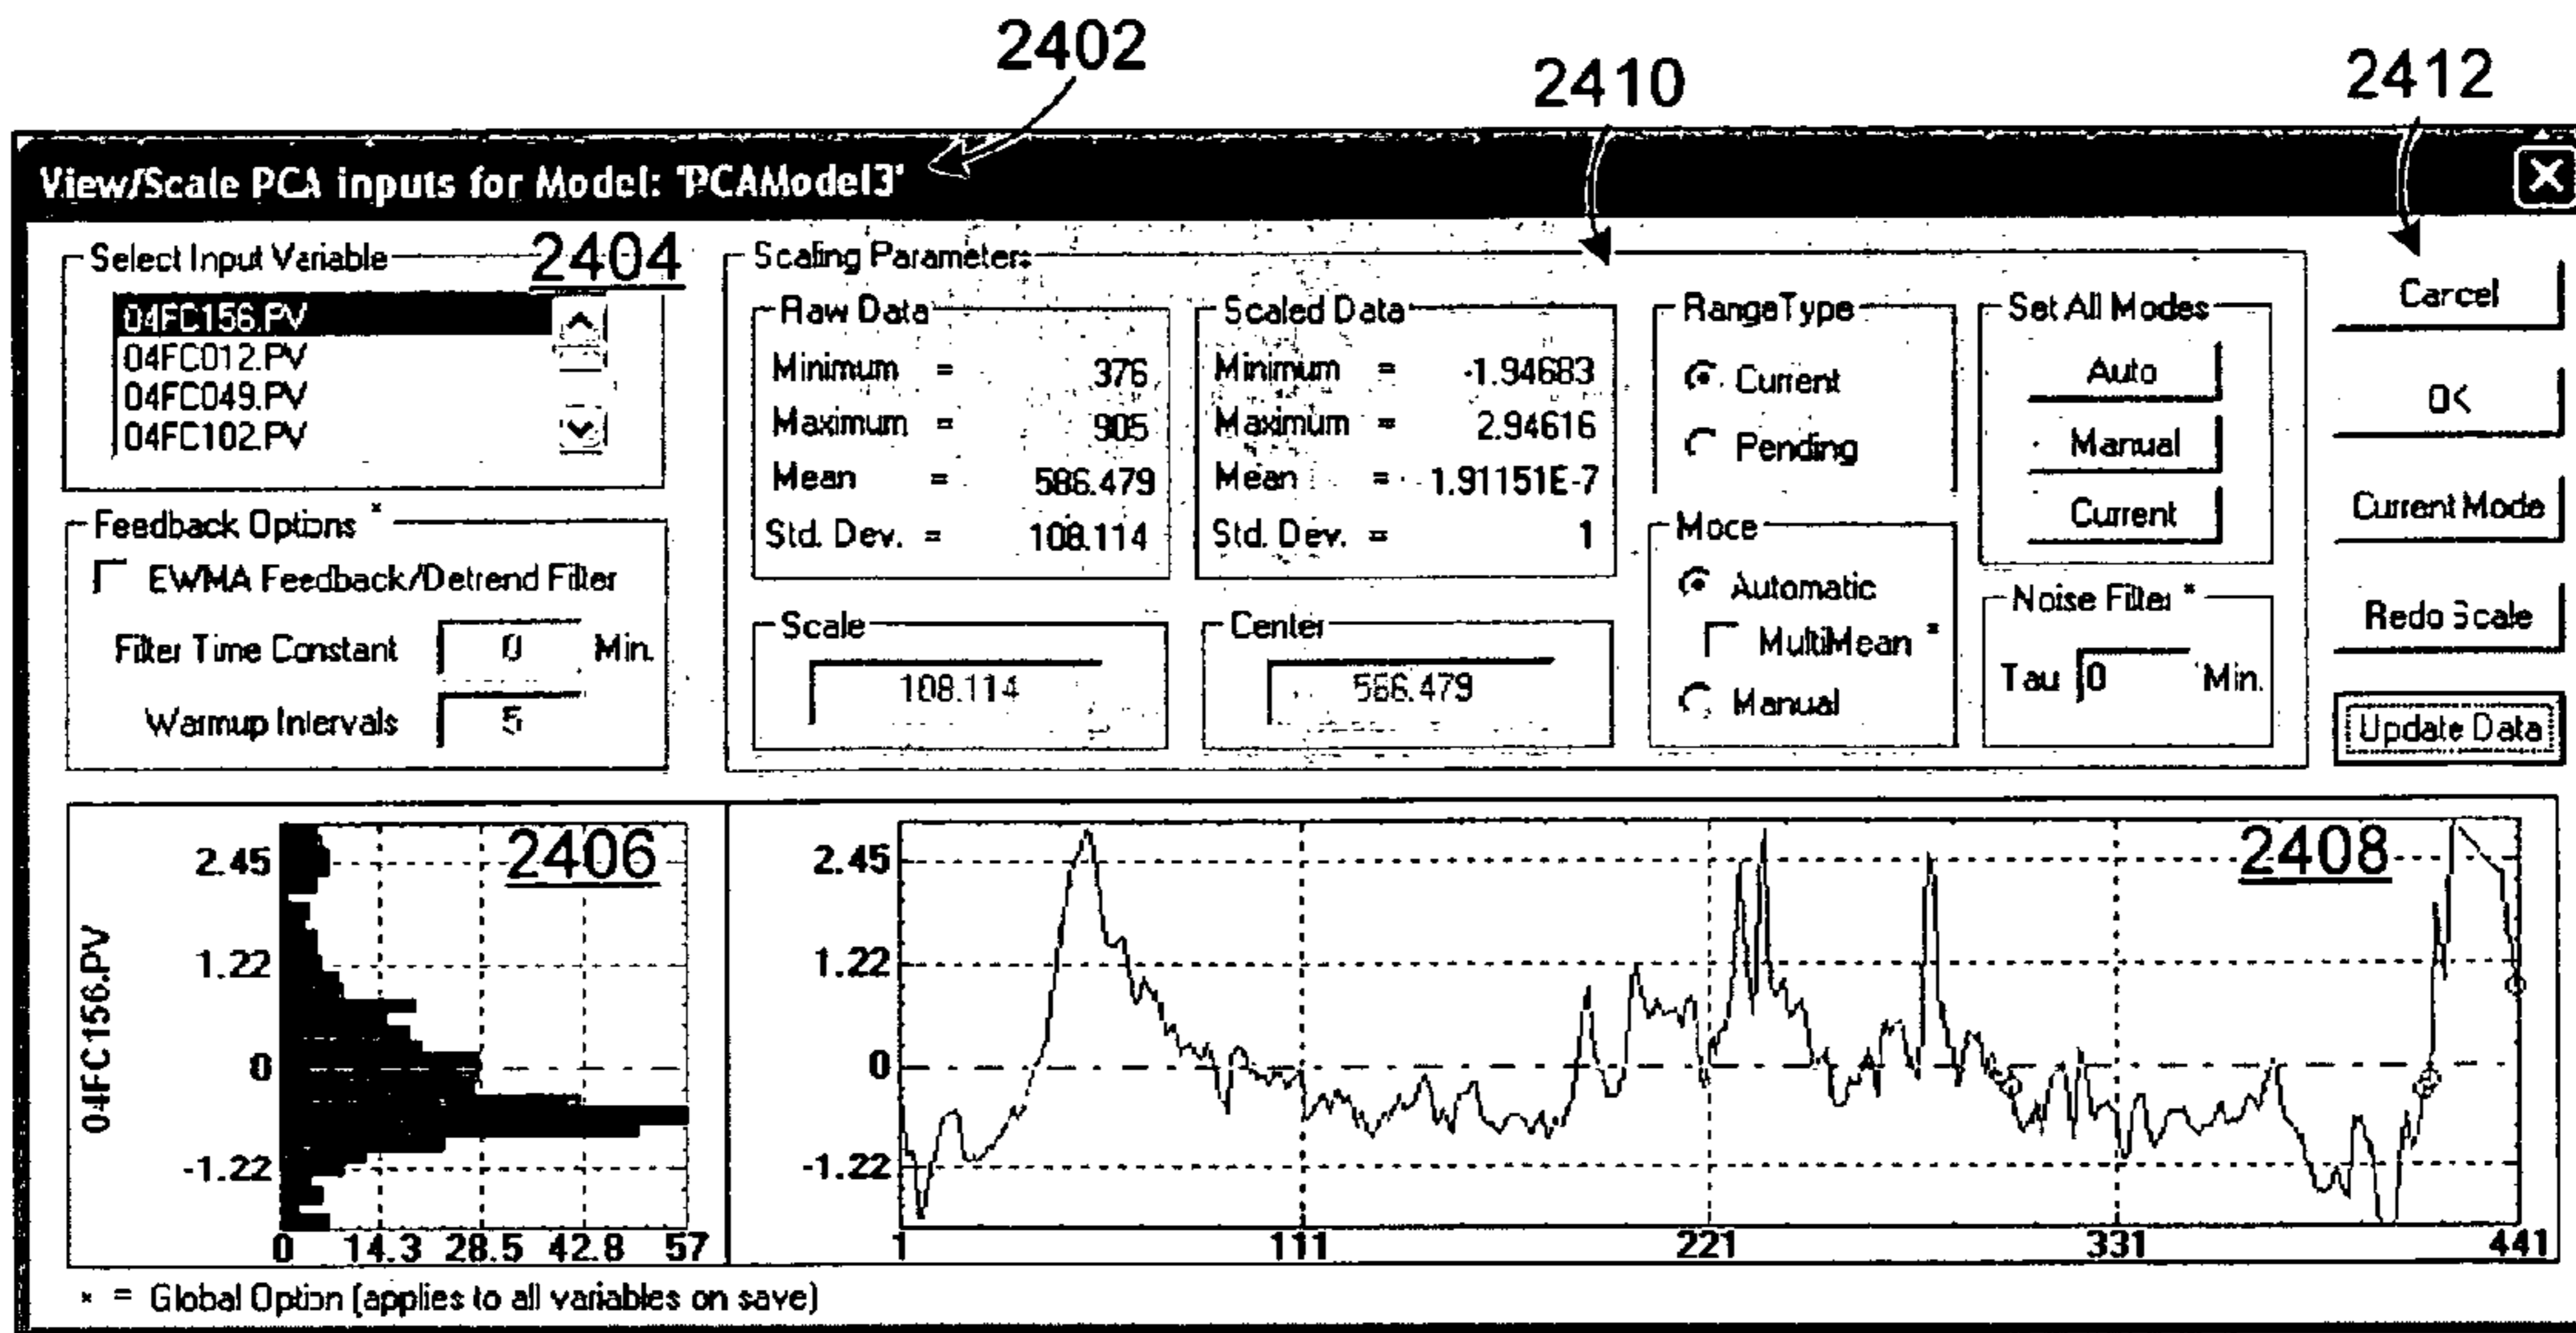 2402
2410
2412
View/Scale PCA inputs for Model: 'PCAModel3'
Select Input Variable
2404
04FC156.PV
04FC012.PV
04FC049.PV
04FC102.PV
Feedback Options *
EWMA Feedback/Detrend Filter
Filter Time Constant 0 Min.
Warmup Intervals 5
Scaling Parameters
Raw Data
Minimum = 376
Maximum = 905
Mean = 586.479
Std. Dev. = 108.114
Scaled Data
Minimum = -1.94683
Maximum = 2.94616
Mean = 1.91151E-7
Std. Dev. = 1
Scale
108.114
Center
586.479
RangeType
Current
Pending
Mode
Automatic
MultiMean *
Manual
Set All Modes
Auto
Manual
Current
Noise Filter *
Tau 0 Min.
Cancel
OK
Current Mode
Redo Scale
Update Data
04FC156.PV
2406
2.45
1.22
0
-1.22
0 14.3 28.5 42.8 57
2408
2.45
1.22
0
-1.22
1 111 221 331 441
* = Global Option (applies to all variables on save)